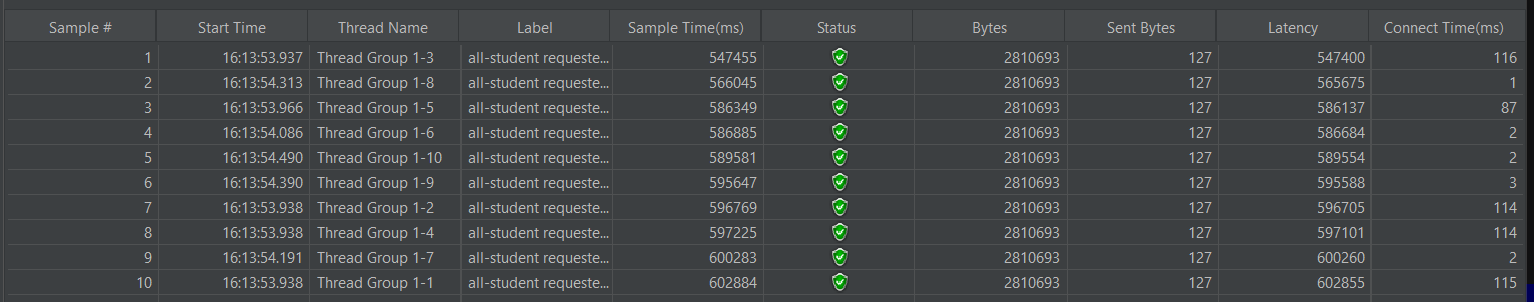 Sample # Start Time Thread Name Label Sample Time(ms) Status Bytes Sent Bytes Latency Connect Time(ms)
1 16:13:53.937 Thread Group 1-3 all-student requeste... 547455 2810693 127 547400 116
2 16:13:54.313 Thread Group 1-8 all-student requeste... 566045 2810693 127 565675 1
3 16:13:53.966 Thread Group 1-5 all-student requeste... 586349 2810693 127 586137 87
4 16:13:54.086 Thread Group 1-6 all-student requeste... 586885 2810693 127 586684 2
5 16:13:54.490 Thread Group 1-10 all-student requeste... 589581 2810693 127 589554 2
6 16:13:54.390 Thread Group 1-9 all-student requeste... 595647 2810693 127 595588 3
7 16:13:53.938 Thread Group 1-2 all-student requeste... 596769 2810693 127 596705 114
8 16:13:53.938 Thread Group 1-4 all-student requeste... 597225 2810693 127 597101 114
9 16:13:54.191 Thread Group 1-7 all-student requeste... 600283 2810693 127 600260 2
10 16:13:53.938 Thread Group 1-1 all-student requeste... 602884 2810693 127 602855 115